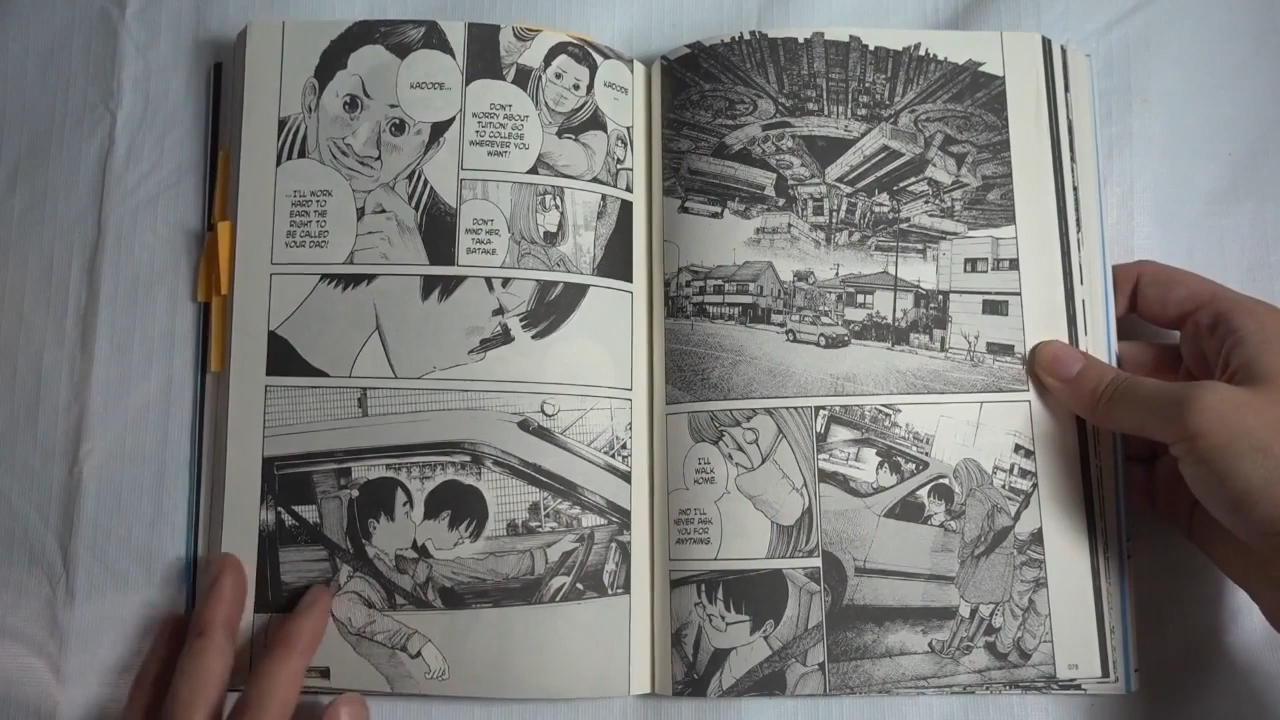 KADODE...
...I'LL WORK
HARD TO
EARN THE
RIGHT TO
BE CALLED
YOUR DAD!
KADODE
...
DON'T
WORRY ABOUT
TUITION! GO
TO COLLEGE
WHEREVER YOU
WANT!
DON'T
MIND HER,
TAKA-
BATAKE.
I'LL
WALK
HOME.
AND I'LL
NEVER ASK
YOU FOR
ANYTHING.